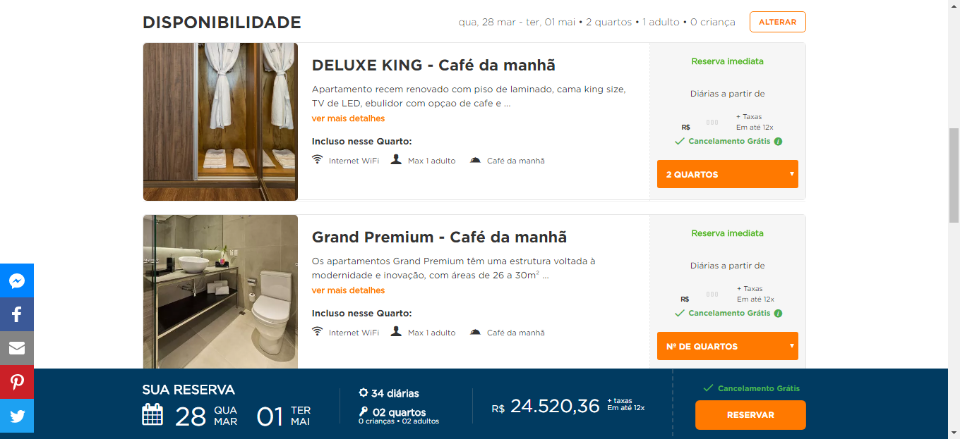 DISPONIBILIDADE
qua, 28 mar - ter, 01 mai • 2 quartos • 1 adulto • 0 criança
ALTERAR
DELUXE KING - Café da manhã
Apartamento recem renovado com piso de laminado, cama king size,
TV de LED, ebulidor com opçao de cafe e ...
ver mais detalhes
Incluso nesse Quarto:
Internet WiFi
Max 1 adulto
Café da manhã
Reserva imediata
Diárias a partir de
R$
+ Taxas
Em até 12x
Cancelamento Grátis
2 QUARTOS
Grand Premium - Café da manhã
Os apartamentos Grand Premium têm uma estrutura voltada à
modernidade e inovação, com áreas de 26 a 30m² ...
ver mais detalhes
Incluso nesse Quarto:
Internet WiFi
Max 1 adulto
Café da manhã
Reserva imediata
Diárias a partir de
R$
+ Taxas
Em até 12x
Cancelamento Grátis
Nº DE QUARTOS
SUA RESERVA
28 QUA MAR
01 TER MAI
34 diárias
02 quartos
0 crianças • 02 adultos
R$ 24.520,36
+ taxas
Em até 12x
Cancelamento Grátis
RESERVAR